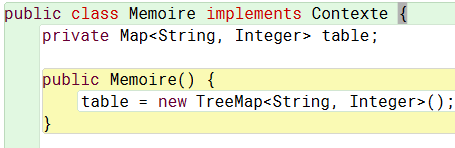 public class Memoire implements Contexte {
private Map<String, Integer> table;
public Memoire() {
table = new TreeMap<String, Integer>();
}